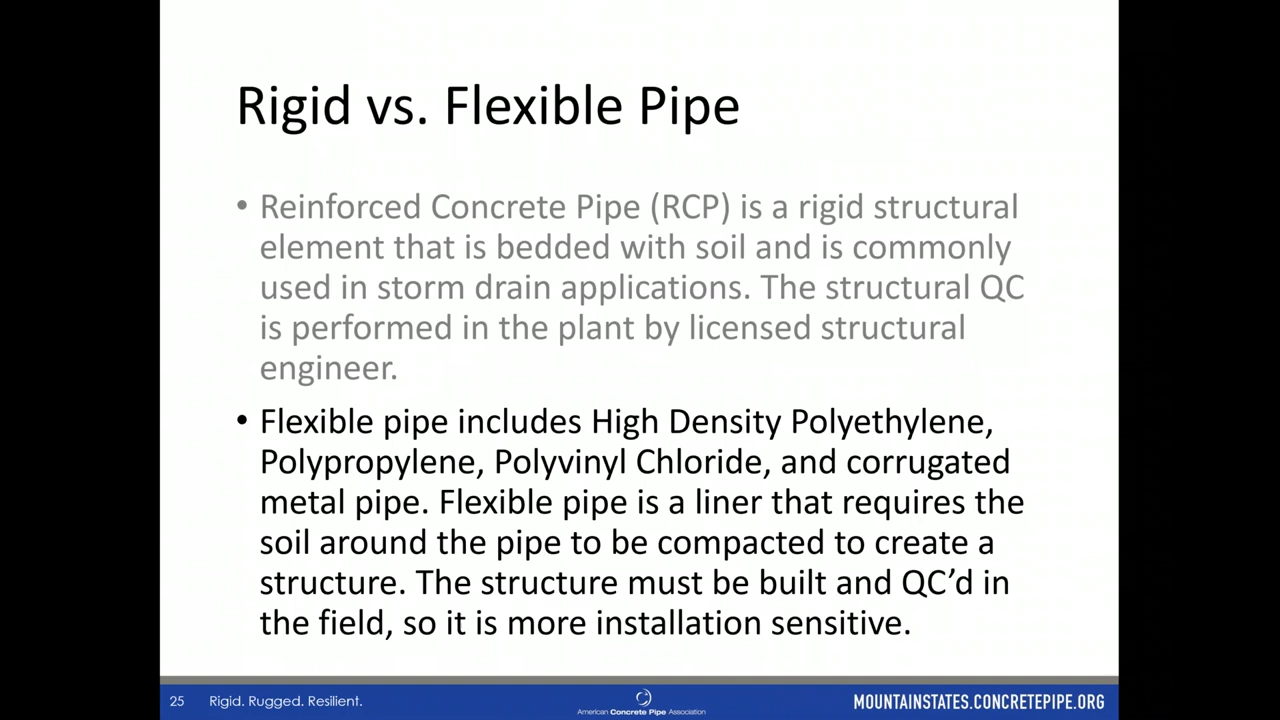 Rigid vs. Flexible Pipe
• Reinforced Concrete Pipe (RCP) is a rigid structural
element that is bedded with soil and is commonly
used in storm drain applications. The structural QC
is performed in the plant by licensed structural
engineer.
• Flexible pipe includes High Density Polyethylene,
Polypropylene, Polyvinyl Chloride, and corrugated
metal pipe. Flexible pipe is a liner that requires the
soil around the pipe to be compacted to create a
structure. The structure must be built and QC’d in
the field, so it is more installation sensitive.
25 Rigid. Rugged. Resilient.
American Concrete Pipe Association
MOUNTAINSTATES.CONCRETEPIPE.ORG